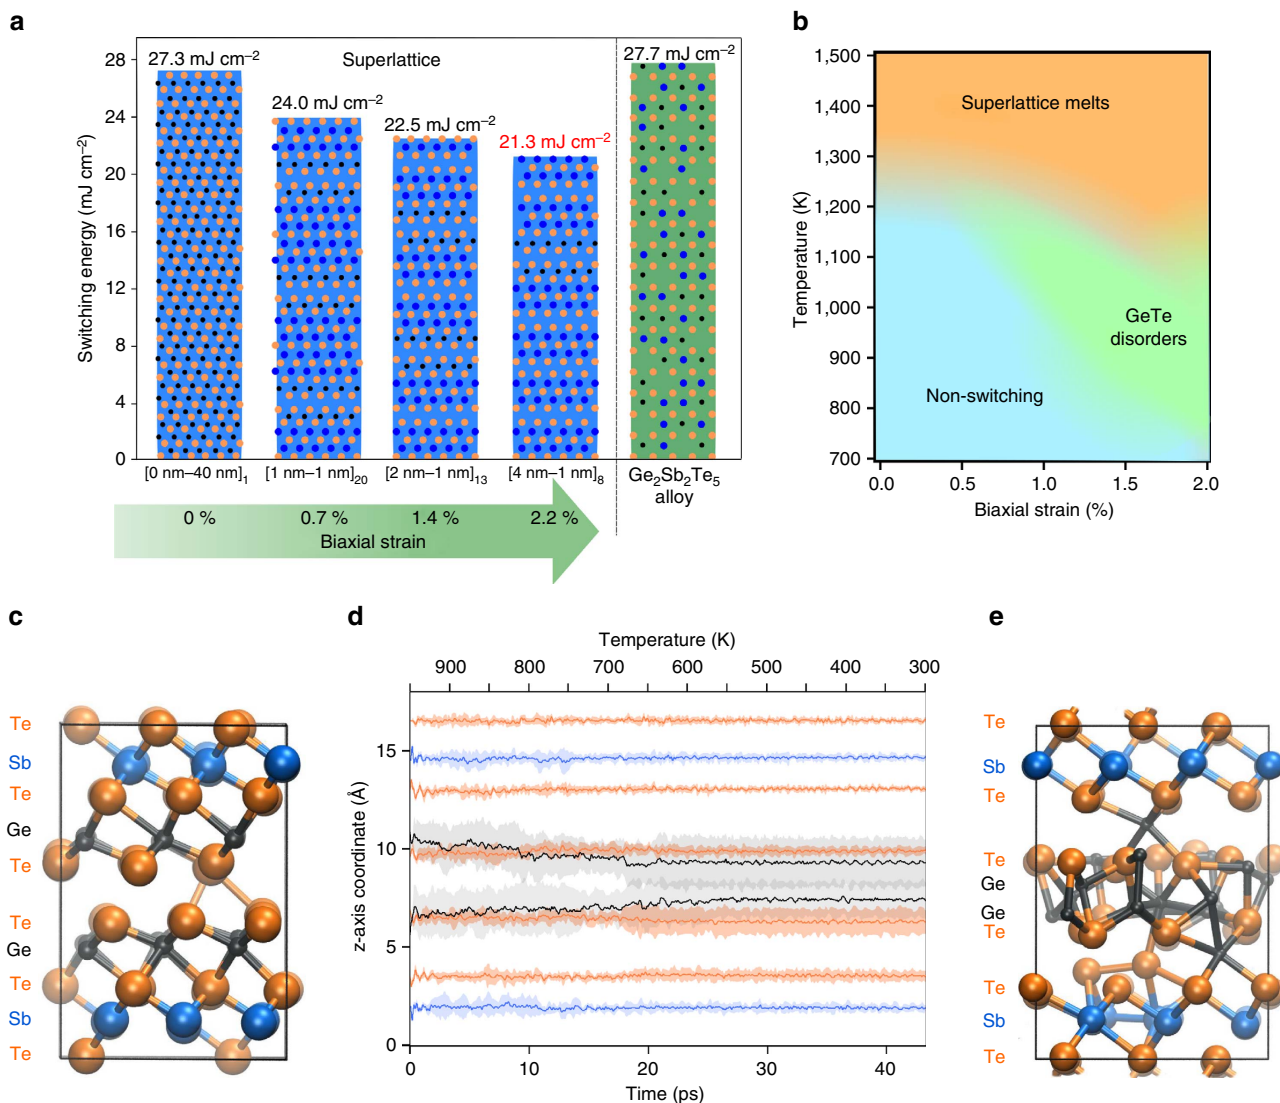 a
Switching energy (mJ cm⁻²)
28
24
20
16
12
8
4
0
Superlattice
27.3 mJ cm⁻²
24.0 mJ cm⁻²
22.5 mJ cm⁻²
21.3 mJ cm⁻²
27.7 mJ cm⁻²
[0 nm–40 nm]₁
[1 nm–1 nm]₂₀
[2 nm–1 nm]₁₃
[4 nm–1 nm]₈
Ge₂Sb₂Te₅
alloy
0 %
0.7 %
1.4 %
2.2 %
Biaxial strain
b
Temperature (K)
1,500
1,400
1,300
1,200
1,100
1,000
900
800
700
Superlattice melts
GeTe
disorders
Non-switching
0.0
0.5
1.0
1.5
2.0
Biaxial strain (%)
c
Te
Sb
Te
Ge
Te
Te
Ge
Te
Sb
Te
d
Temperature (K)
900
800
700
600
500
400
300
z-axis coordinate (Å)
15
10
5
0
0
10
20
30
40
Time (ps)
e
Te
Sb
Te
Te
Ge
Ge
Te
Te
Sb
Te